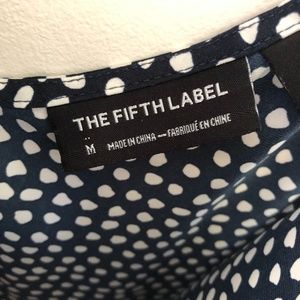 THE FIFTH LABEL
M MADE IN CHINA — FABRIQUÉ EN CHINE